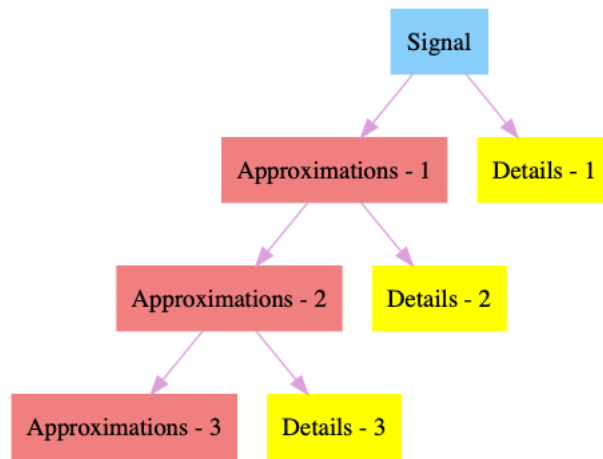 Signal
Approximations - 1
Details - 1
Approximations - 2
Details - 2
Approximations - 3
Details - 3